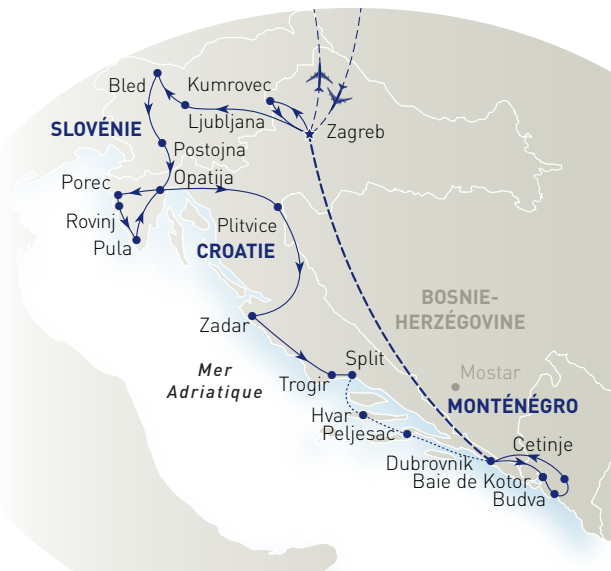 Bled
Kumrovec
Ljubljana
Zagreb
SLOVÉNIE
Postojna
Porec
Opatija
Rovinj
Plitvice
Pula
CROATIE
BOSNIE-
HERZÉGOVINE
Zadar
Mer
Adriatique
Split
Mostar
Trogir
MONTÉNÉGRO
Hvar
Peljesac
Cetinje
Dubrovnik
Baie de Kotor
Budva